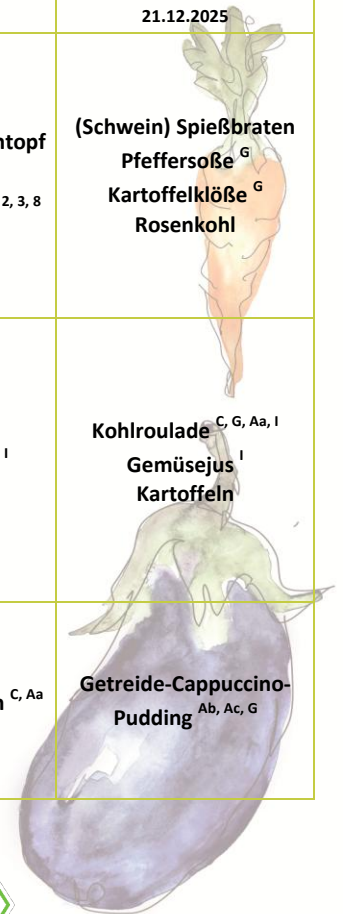 21.12.2025
(Schwein) Spießbraten
Pfeffersoße G
Kartoffelklöße G
Rosenkohl
ntopf
2, 3, 8
Kohlroulade C, G, Aa, I
Gemüsejus I
Kartoffeln
I
Getreide-Cappuccino-
Pudding Ab, Ac, G
n C, Aa